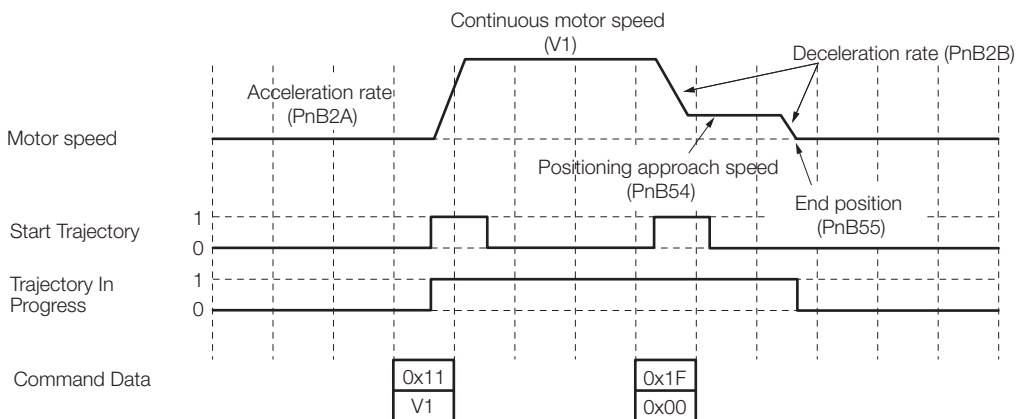 Continuous motor speed
(V1)
Deceleration rate (PnB2B)
Acceleration rate
(PnB2A)
Motor speed
Positioning approach speed
(PnB54)
End position
(PnB55)
1
Start Trajectory
0
1
Trajectory In
Progress
0
Command Data
0x11
0x1F
V1
0x00